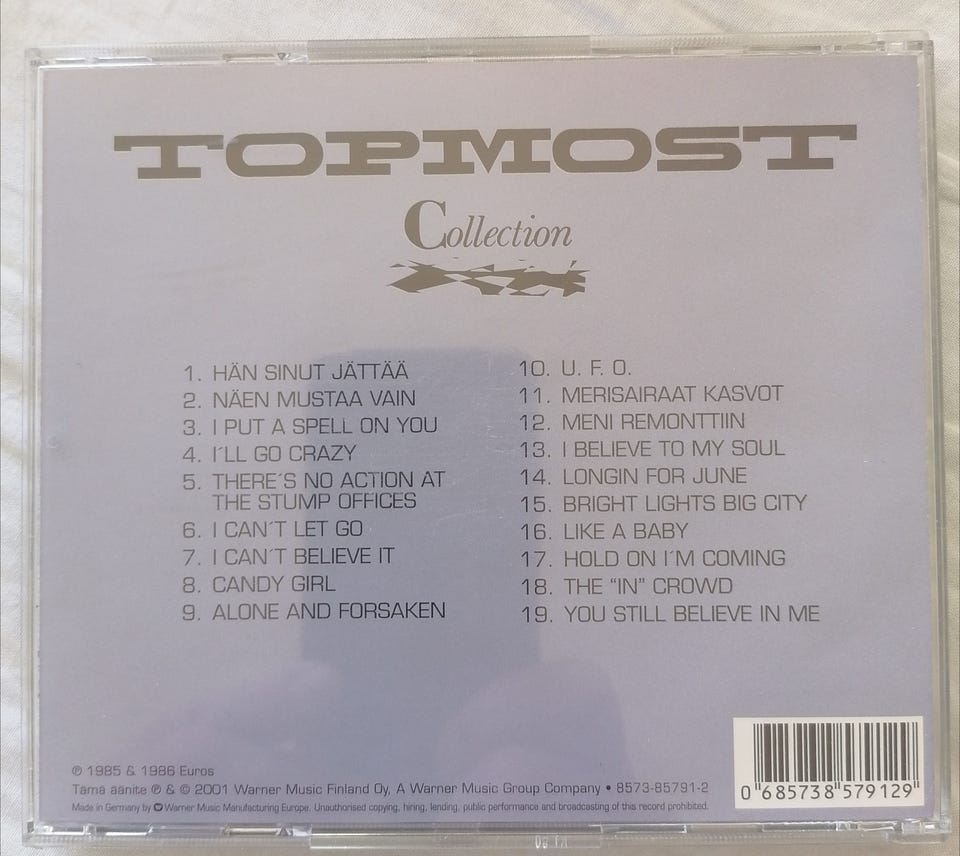 TOPMOST
Collection
1. HÄN SINUT JÄTTÄÄ
2. NÄEN MUSTAA VAIN
3. I PUT A SPELL ON YOU
4. I´LL GO CRAZY
5. THERE´S NO ACTION AT
THE STUMP OFFICES
6. I CAN´T LET GO
7. I CAN´T BELIEVE IT
8. CANDY GIRL
9. ALONE AND FORSAKEN
10. U. F. O.
11. MERISAIRAAT KASVOT
12. MENI REMONTTIIN
13. I BELIEVE TO MY SOUL
14. LONGIN FOR JUNE
15. BRIGHT LIGHTS BIG CITY
16. LIKE A BABY
17. HOLD ON I´M COMING
18. THE "IN" CROWD
19. YOU STILL BELIEVE IN ME
℗ 1985 & 1986 Euros
Tämä äänite ℗ & © 2001 Warner Music Finland Oy, A Warner Music Group Company • 8573-85791-2
Made in Germany by Warner Music Manufacturing Europe. Unauthorised copying, hiring, lending, public performance and broadcasting of this record prohibited.
0 685738 579129